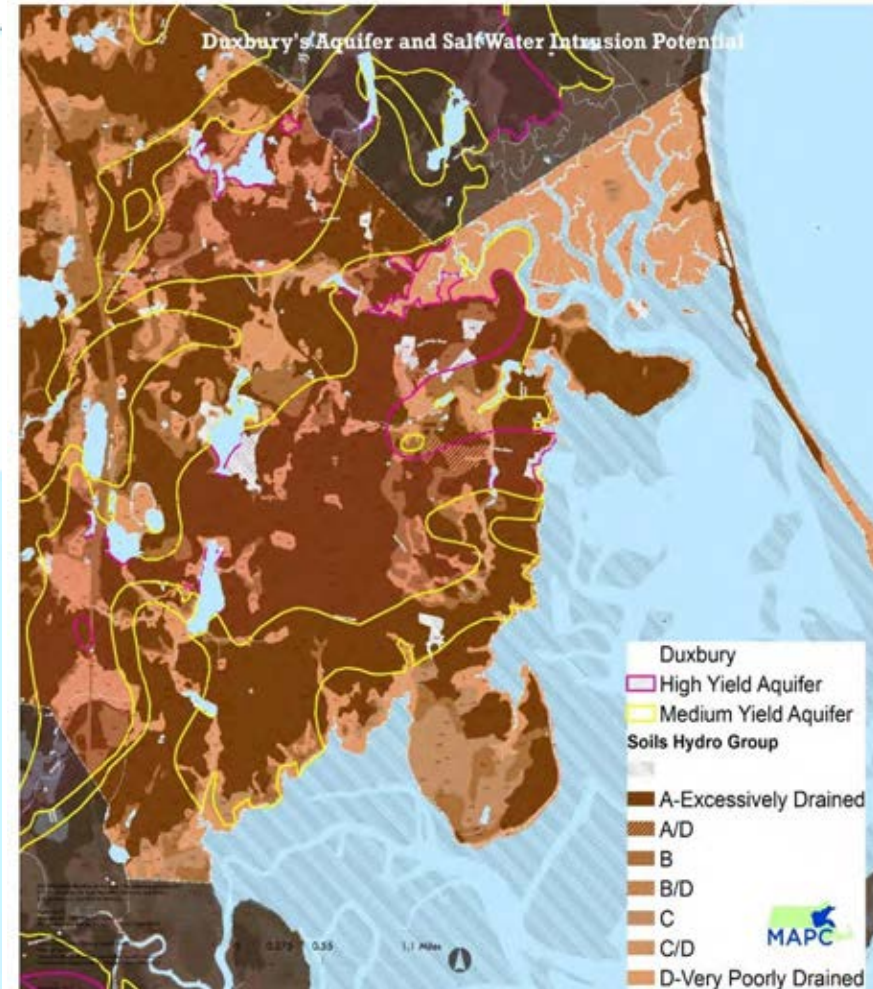 Duxbury's Aquifer and Salt Water Intrusion Potential
Duxbury
High Yield Aquifer
Medium Yield Aquifer
Soils Hydro Group
A-Excessively Drained
A/D
B
B/D
C
C/D
D-Very Poorly Drained
MAPC
0 0.275 0.55 1.1 Miles